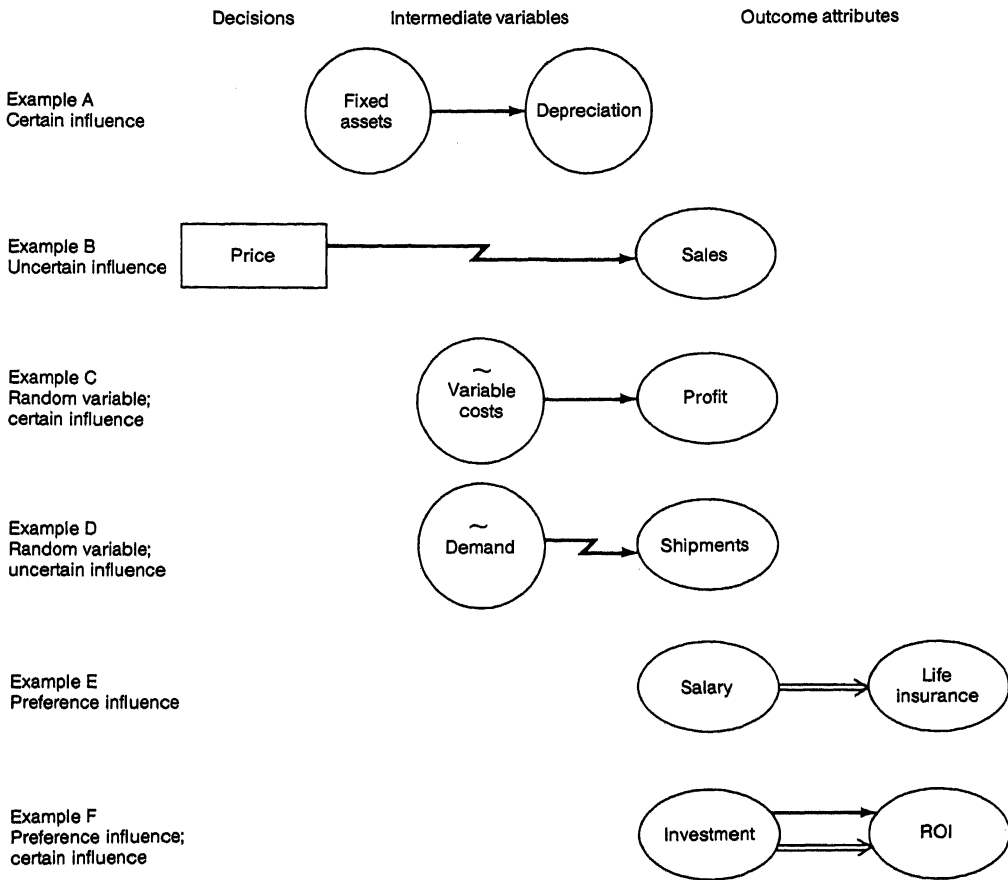 Decisions
Intermediate variables
Outcome attributes
Example A
Certain influence
Fixed
assets
Depreciation
Example B
Uncertain influence
Price
Sales
Example C
Random variable;
certain influence
~
Variable
costs
Profit
Example D
Random variable;
uncertain influence
~
Demand
Shipments
Example E
Preference influence
Salary
Life
insurance
Example F
Preference influence;
certain influence
Investment
ROI